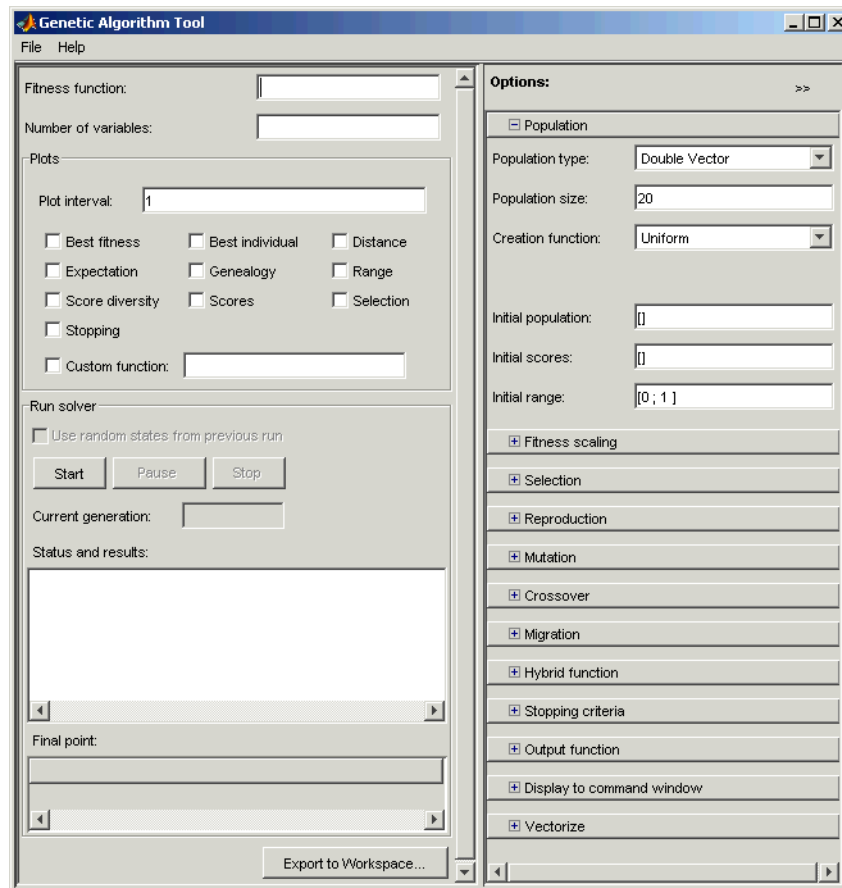 Genetic Algorithm Tool
File Help
Fitness function:
Number of variables:
Plots
Plot interval: 1
Best fitness Best individual Distance
Expectation Genealogy Range
Score diversity Scores Selection
Stopping
Custom function:
Run solver
Use random states from previous run
Start Pause Stop
Current generation:
Status and results:
Final point:
Export to Workspace...
Options: >>
Population
Population type: Double Vector
Population size: 20
Creation function: Uniform
Initial population: []
Initial scores: []
Initial range: [0 ; 1 ]
Fitness scaling
Selection
Reproduction
Mutation
Crossover
Migration
Hybrid function
Stopping criteria
Output function
Display to command window
Vectorize